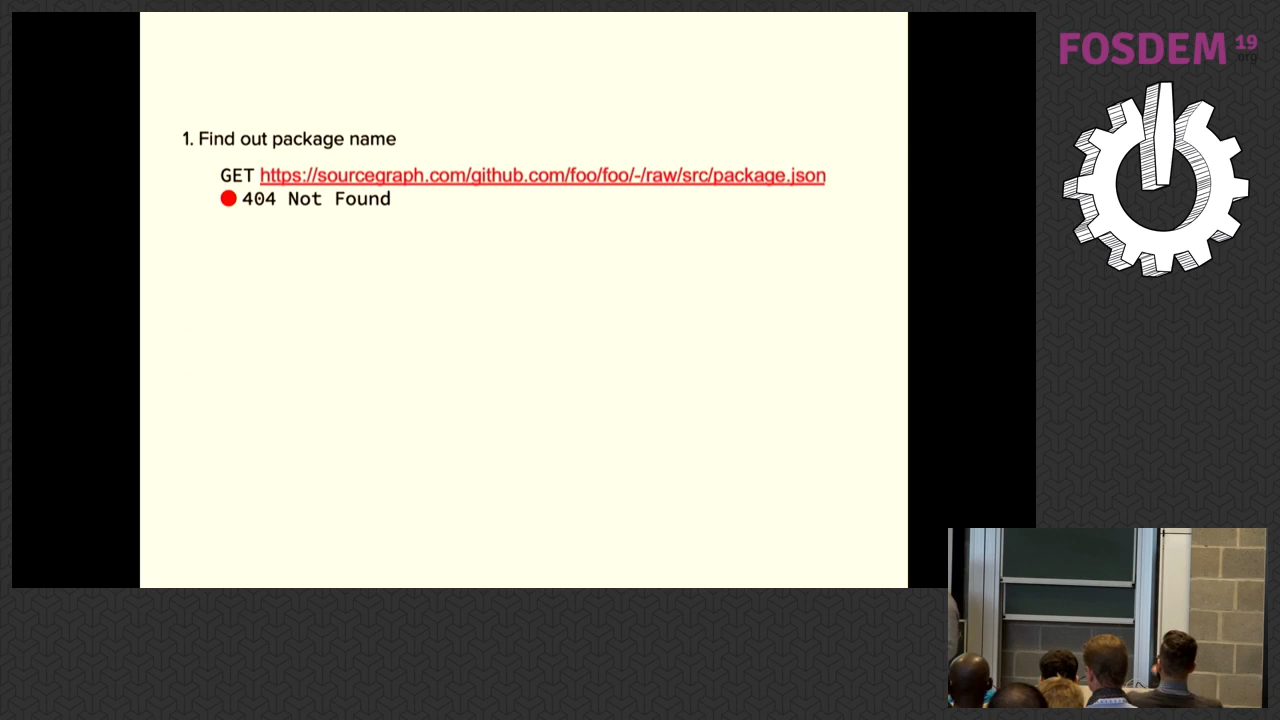 FOSDEM 19
.org
1. Find out package name
GET https://sourcegraph.com/github.com/foo/foo/-/raw/src/package.json
404 Not Found